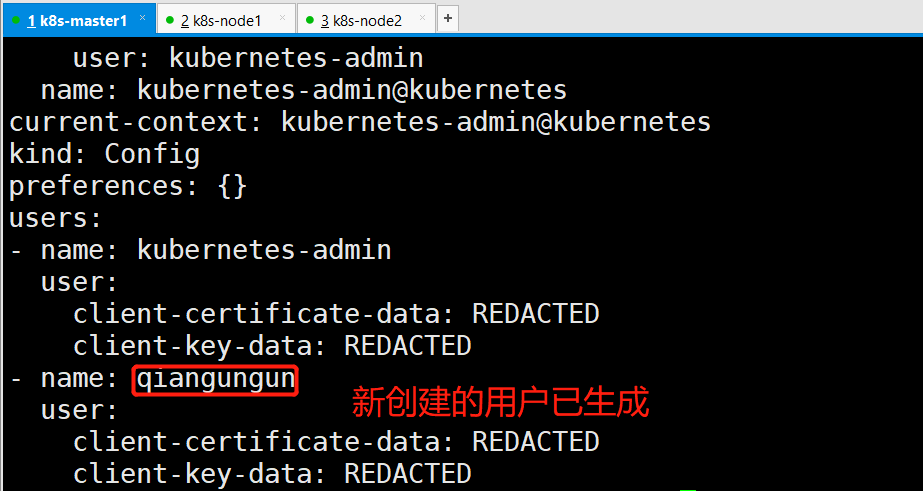 1 k8s-master1 × 2 k8s-node1 × 3 k8s-node2 × +
user: kubernetes-admin
name: kubernetes-admin@kubernetes
current-context: kubernetes-admin@kubernetes
kind: Config
preferences: {}
users:
- name: kubernetes-admin
user:
client-certificate-data: REDACTED
client-key-data: REDACTED
- name: qiangungun
user:
新创建的用户已生成
client-certificate-data: REDACTED
client-key-data: REDACTED